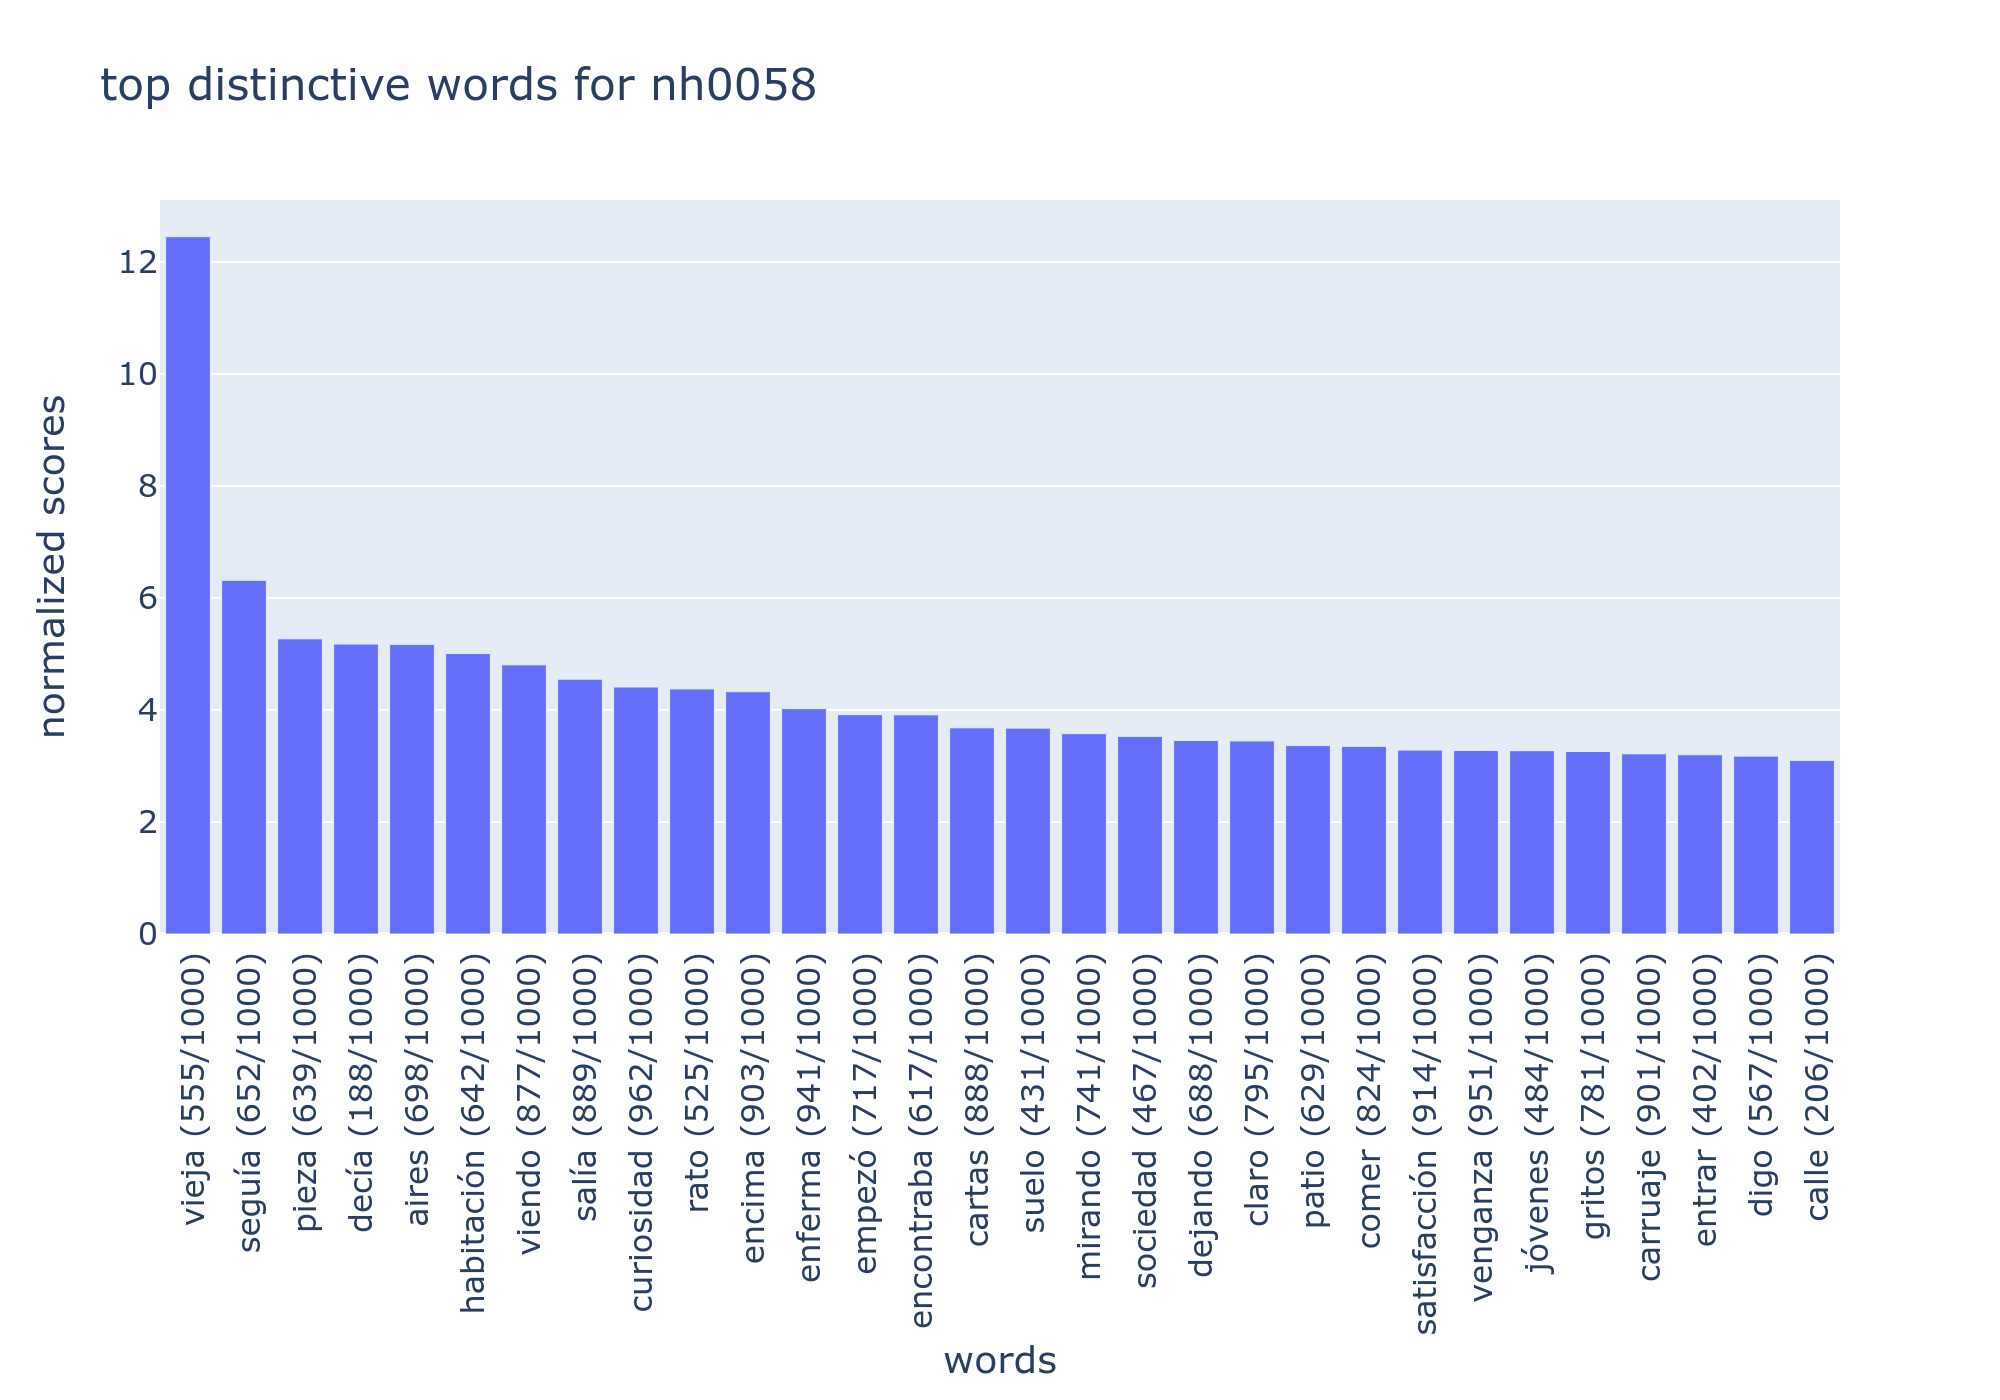 top distinctive words for nh0058
normalized scores
12
10
8
6
4
2
0
vieja (555/1000)
seguía (652/1000)
pieza (639/1000)
decía (188/1000)
aires (698/1000)
habitación (642/1000)
viendo (877/1000)
salía (889/1000)
curiosidad (962/1000)
rato (525/1000)
encima (903/1000)
enferma (941/1000)
empezó (717/1000)
encontraba (617/1000)
cartas (888/1000)
suelo (431/1000)
mirando (741/1000)
sociedad (467/1000)
dejando (688/1000)
claro (795/1000)
patio (629/1000)
comer (824/1000)
satisfacción (914/1000)
venganza (951/1000)
jóvenes (484/1000)
gritos (781/1000)
carruaje (901/1000)
entrar (402/1000)
digo (567/1000)
calle (206/1000)
words